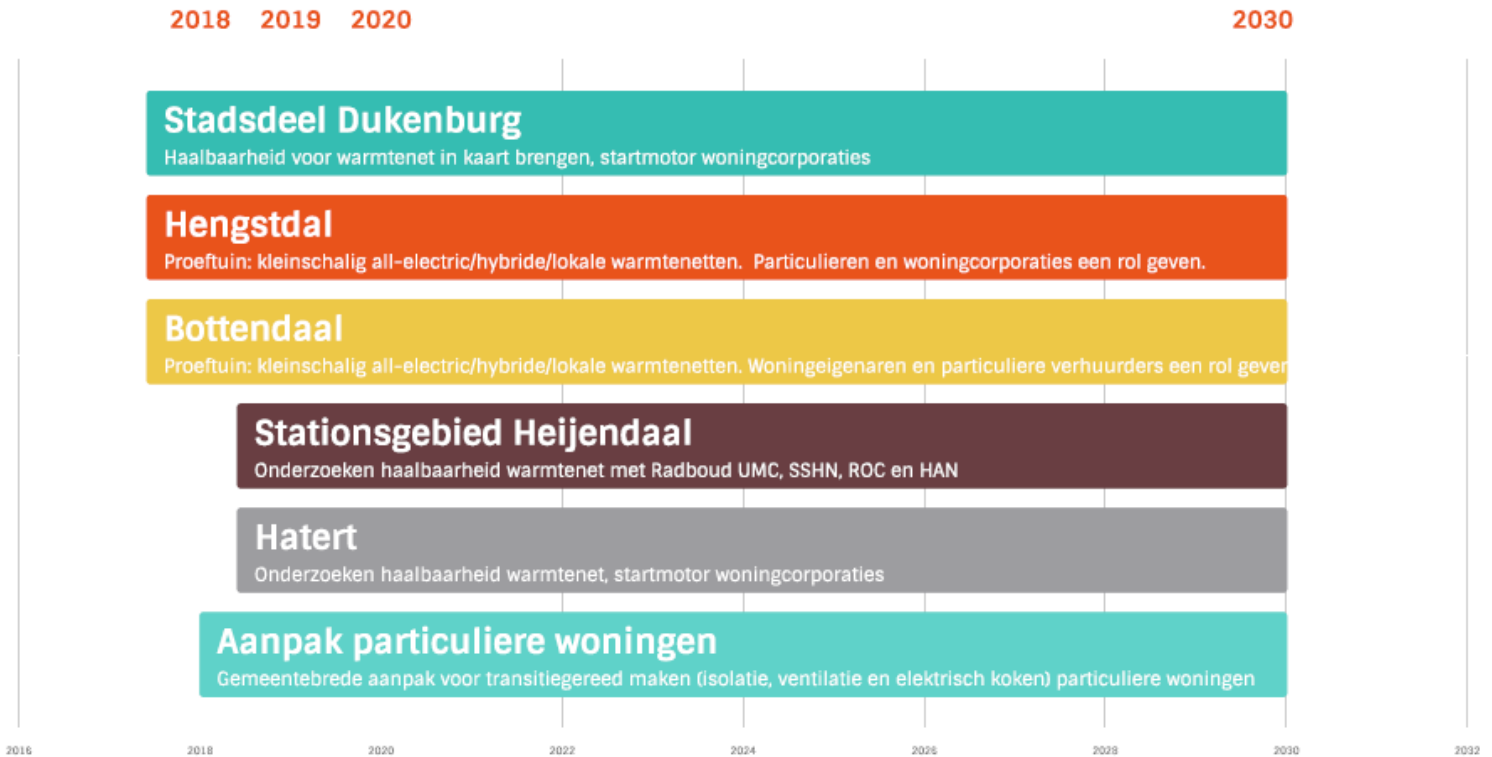 2018 2019 2020 2030
Stadsdeel Dukenburg
Haalbaarheid voor warmtenet in kaart brengen, startmotor woningcorporaties
Hengstdal
Proeftuin: kleinschalig all-electric/hybride/lokale warmtenetten. Particulieren en woningcorporaties een rol geven.
Bottendaal
Proeftuin: kleinschalig all-electric/hybride/lokale warmtenetten. Woningeigenaren en particuliere verhuurders een rol geven
Stationsgebied Heijendaal
Onderzoeken haalbaarheid warmtenet met Radboud UMC, SSHN, ROC en HAN
Hatert
Onderzoeken haalbaarheid warmtenet, startmotor woningcorporaties
Aanpak particuliere woningen
Gemeentebrede aanpak voor transitiegereed maken (isolatie, ventilatie en elektrisch koken) particuliere woningen
2016 2018 2020 2022 2024 2026 2028 2030 2032